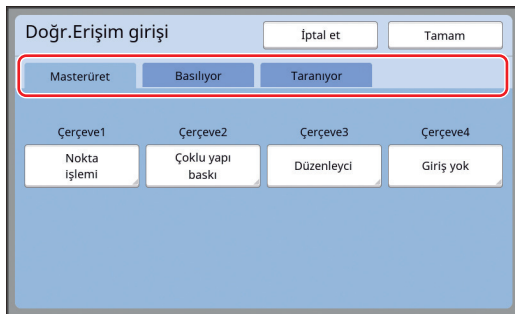 Doğr.Erişim girişi İptal et Tamam
Masterüret Basılıyor Taranıyor
Çerçeve1 Çerçeve2 Çerçeve3 Çerçeve4
Nokta işlemi Çoklu yapı baskı Düzenleyci Giriş yok